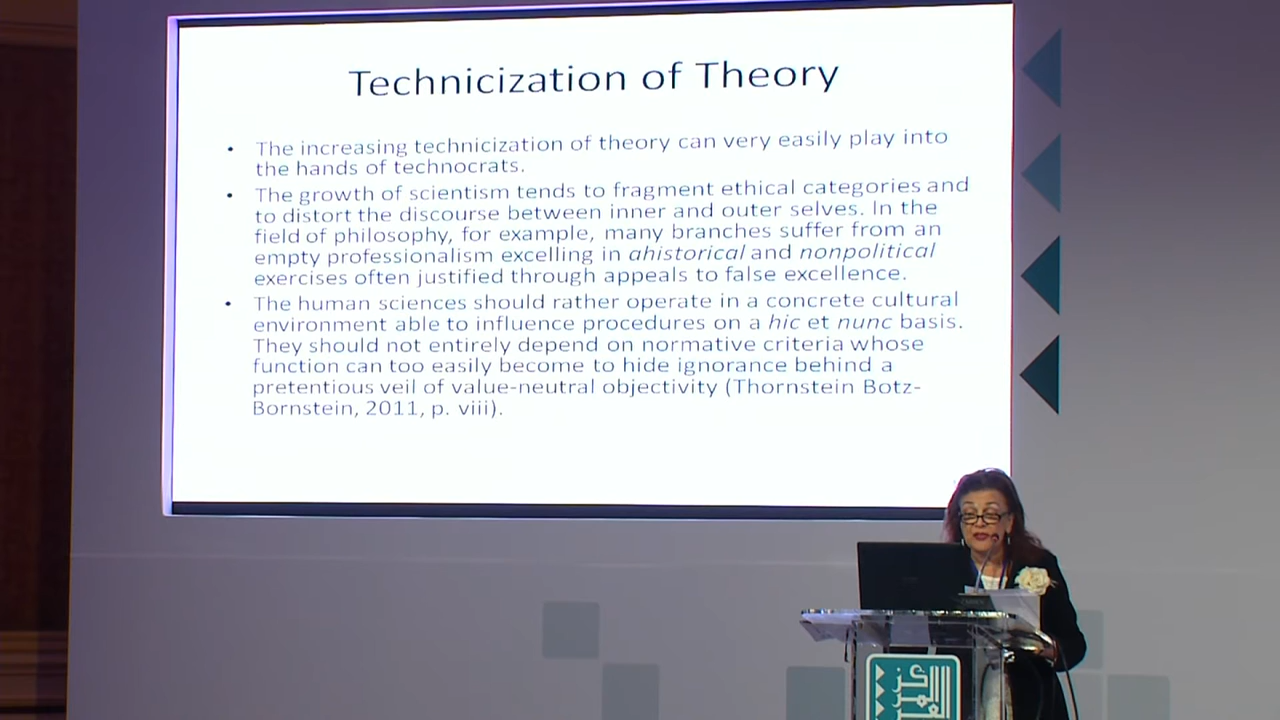 Technicization of Theory
• The increasing technicization of theory can very easily play into
the hands of technocrats.
• The growth of scientism tends to fragment ethical categories and
to distort the discourse between inner and outer selves. In the
field of philosophy, for example, many branches suffer from an
empty professionalism excelling in ahistorical and nonpolitical
exercises often justified through appeals to false excellence.
• The human sciences should rather operate in a concrete cultural
environment able to influence procedures on a hic et nunc basis.
They should not entirely depend on normative criteria whose
function can too easily become to hide ignorance behind a
pretentious veil of value-neutral objectivity (Thornstein Botz-
Bornstein, 2011, p. viii).